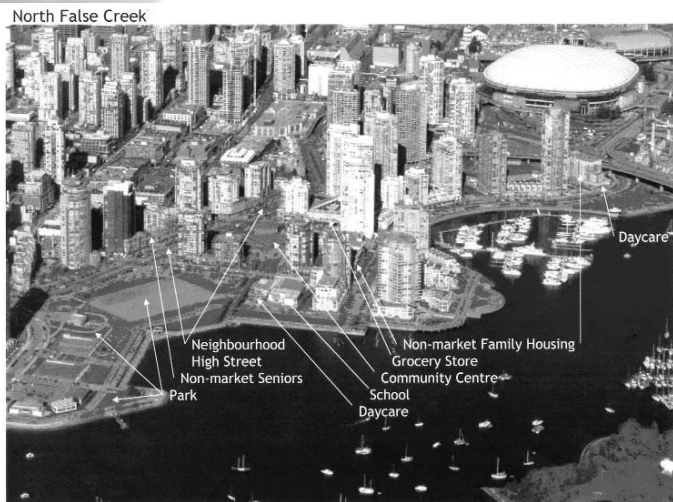 North False Creek
Daycare
Neighbourhood
High Street
Non-market Seniors
Park
Non-market Family Housing
Grocery Store
Community Centre
School
Daycare